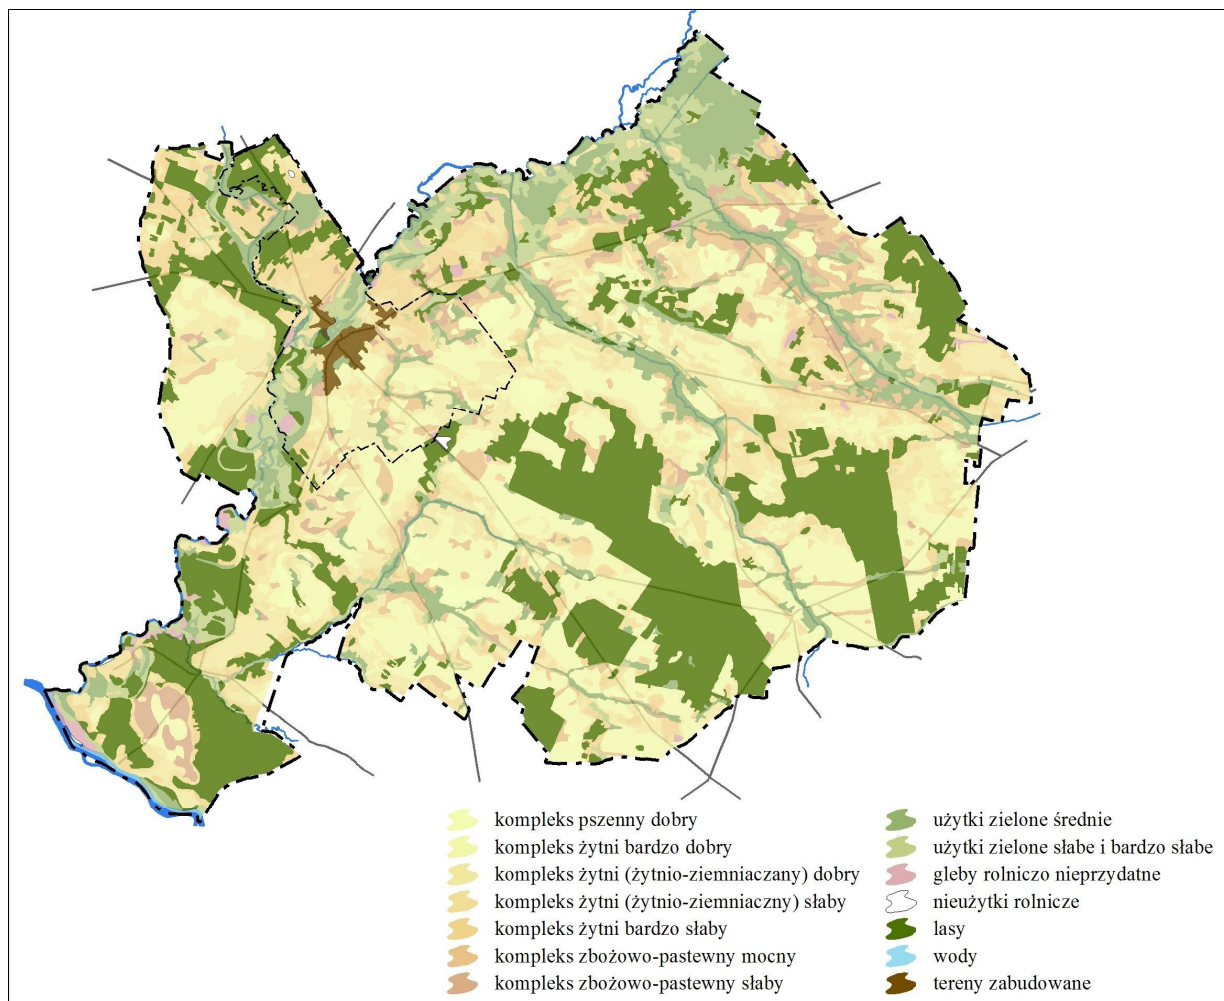 kompleks pszenny dobry
kompleks żytni bardzo dobry
kompleks żytni (żytnio-ziemniaczany) dobry
kompleks żytni (żytnio-ziemniaczny) słaby
kompleks żytni bardzo słaby
kompleks zbożowo-pastewny mocny
kompleks zbożowo-pastewny słaby
użytki zielone średnie
użytki zielone słabe i bardzo słabe
gleby rolniczo nieprzydatne
nieużytki rolnicze
lasy
wody
tereny zabudowane